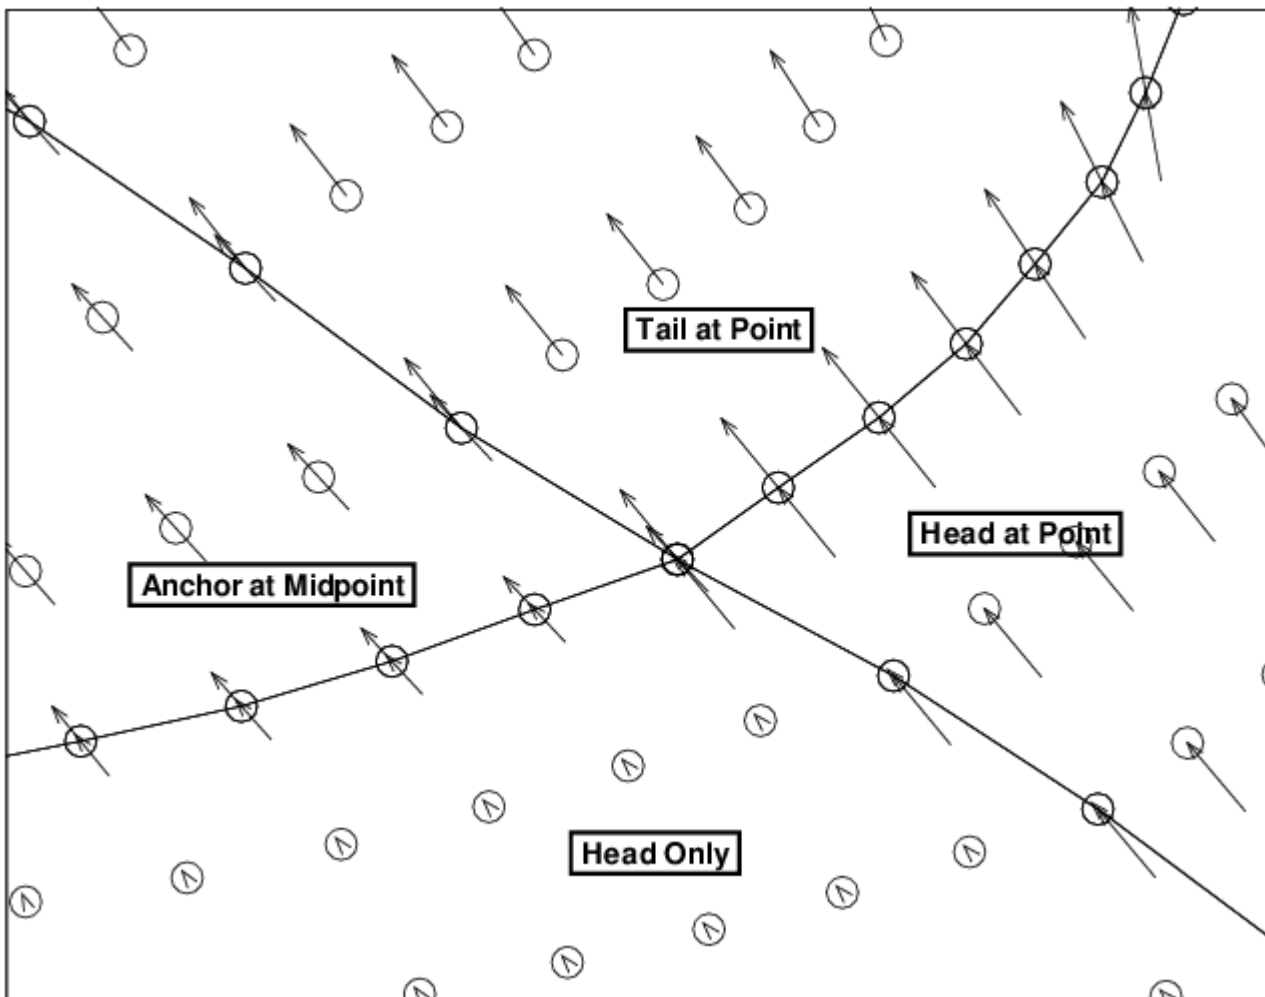 Tail at Point
Head at Point
Anchor at Midpoint
Head Only